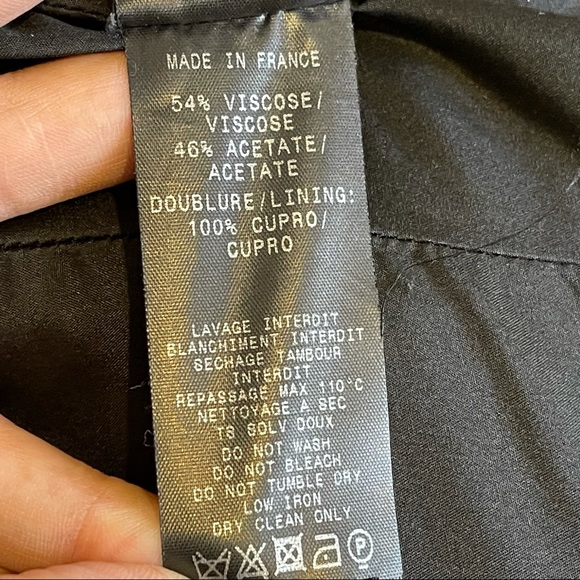 MADE IN FRANCE
54% VISCOSE/
VISCOSE
46% ACETATE/
ACETATE
DOUBLURE/LINING:
100% CUPRO/
CUPRO
LAVAGE INTERDIT
BLANCHIMENT INTERDIT
SECHAGE TAMBOUR
INTERDIT
REPASSAGE MAX 110°C
NETTOYAGE A SEC
TS SOLV DOUX
DO NOT WASH
DO NOT BLEACH
DO NOT TUMBLE DRY
LOW IRON
DRY CLEAN ONLY
P